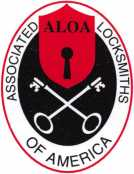 ALOA
ASSOCIATED
LOCKSMITHS
OF AMERICA